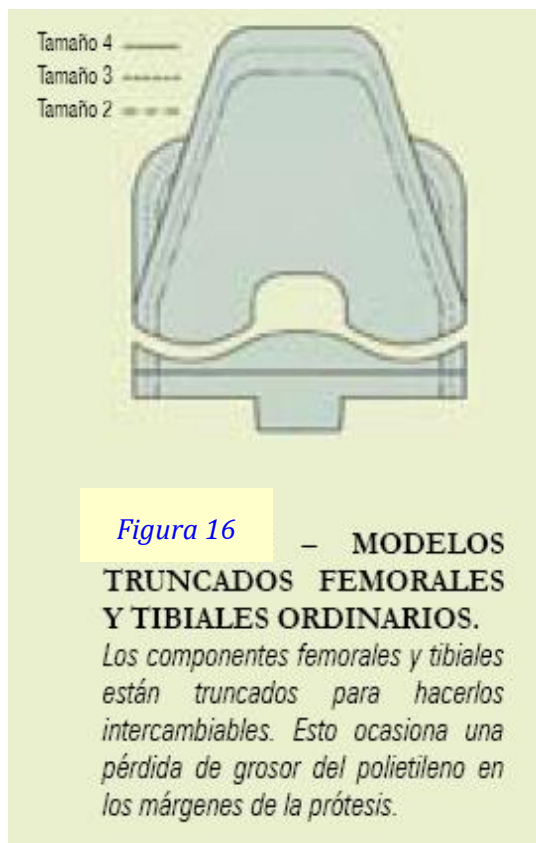 Tamaño 4
Tamaño 3
Tamaño 2
Figura 16
– MODELOS
TRUNCADOS FEMORALES
Y TIBIALES ORDINARIOS.
Los componentes femorales y tibiales
están truncados para hacerlos
intercambiables. Esto ocasiona una
pérdida de grosor del polietileno en
los márgenes de la prótesis.